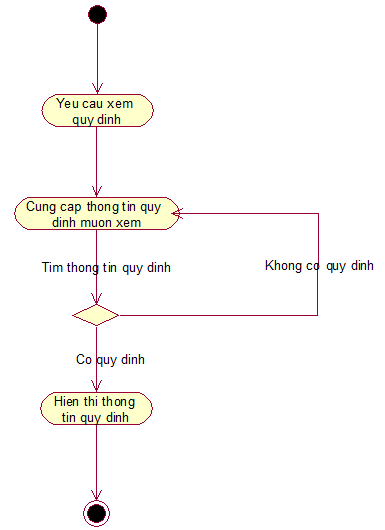 Yeu cau xem
quy dinh
Cung cap thong tin quy
dinh muon xem
Tim thong tin quy dinh
Khong co quy dinh
Co quy dinh
Hien thi thong
tin quy dinh